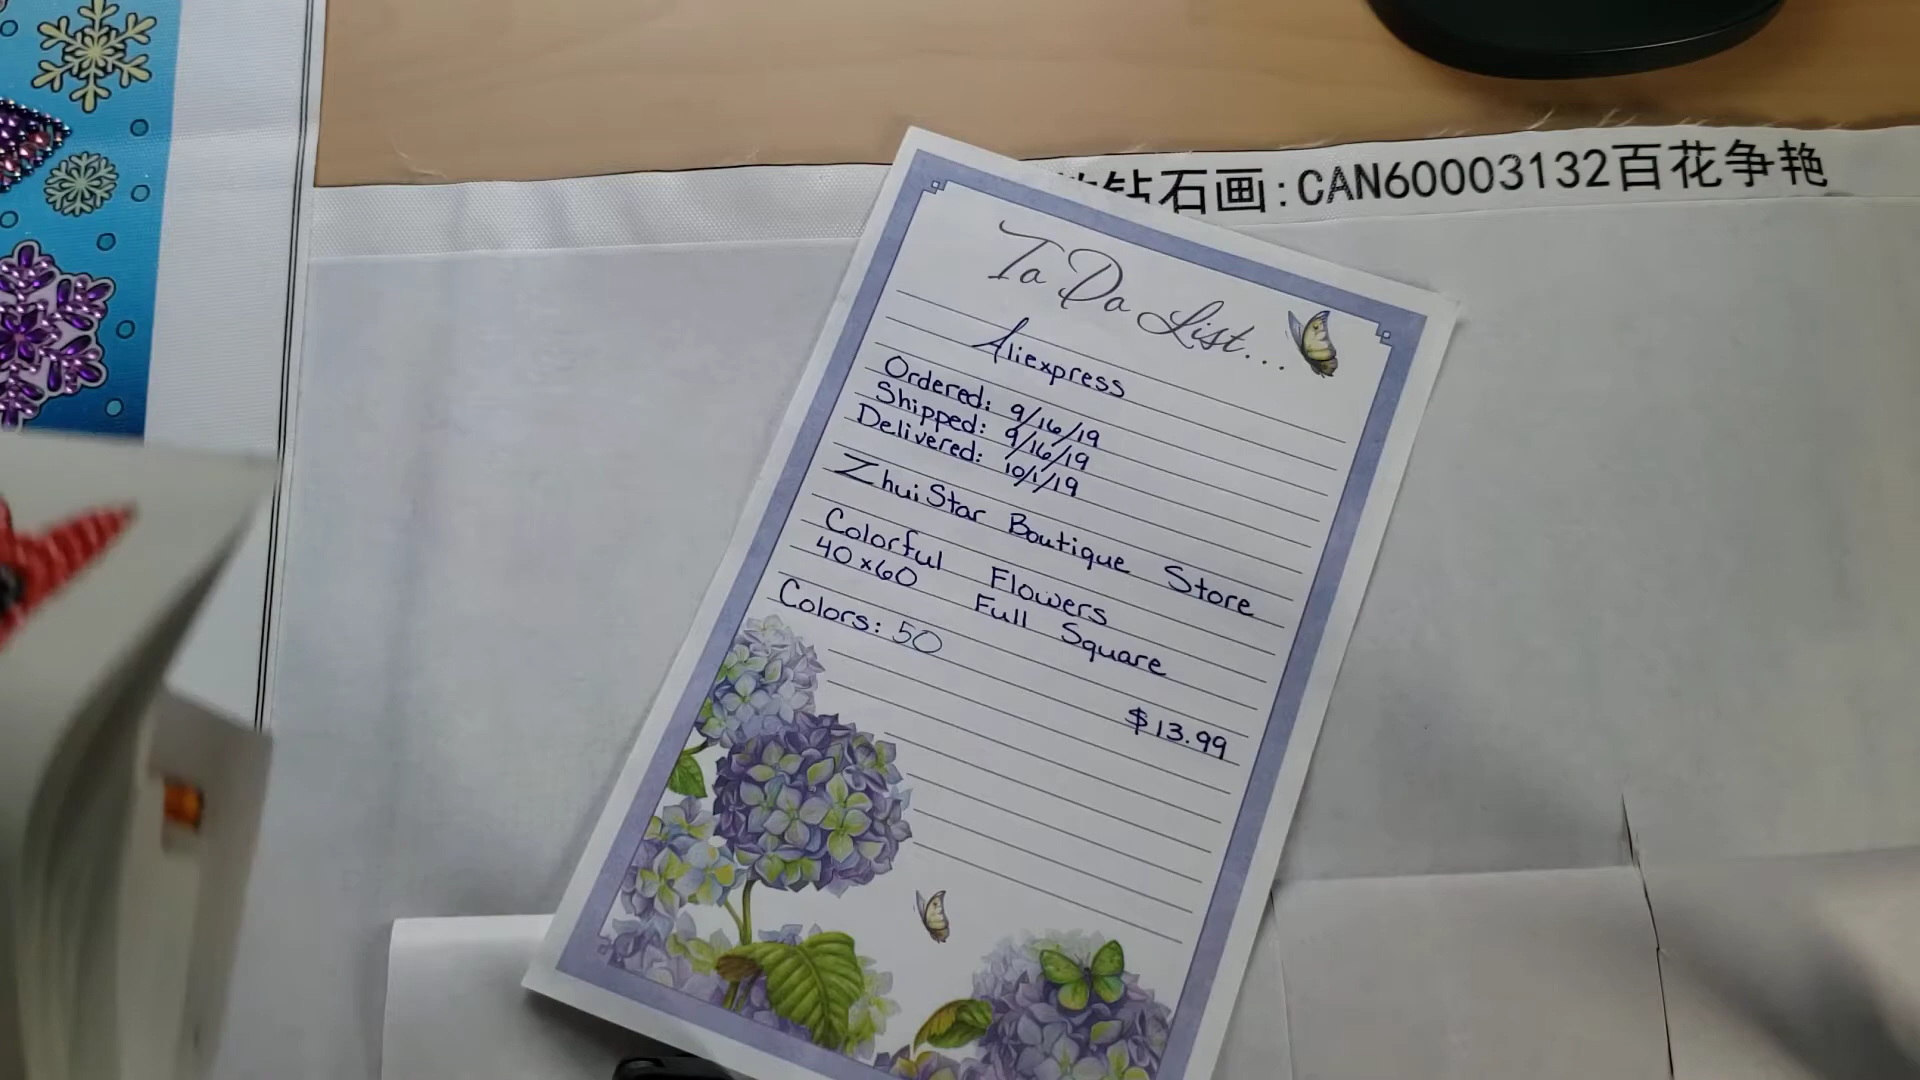 钻石画:CAN60003132百花争艳
To Do List...
Aliexpress
Ordered: 9/16/19
Shipped: 9/16/19
Delivered: 10/1/19
ZhuiStar Boutique Store
Colorful Flowers
40x60 Full Square
Colors: 50
$13.99